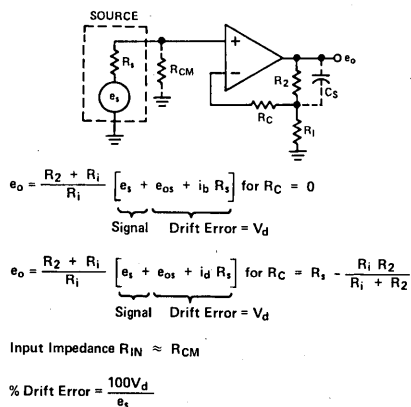 SOURCE
Rs
es
RCM
+
−
eo
R2
CS
RC
Ri
eo = R2 + Ri / Ri [es + eos + ib Rs] for RC = 0
Signal Drift Error = Vd
eo = R2 + Ri / Ri [es + eos + id Rs] for RC = Rs - Ri R2 / Ri + R2
Signal Drift Error = Vd
Input Impedance RIN ≈ RCM
% Drift Error = 100Vd / es